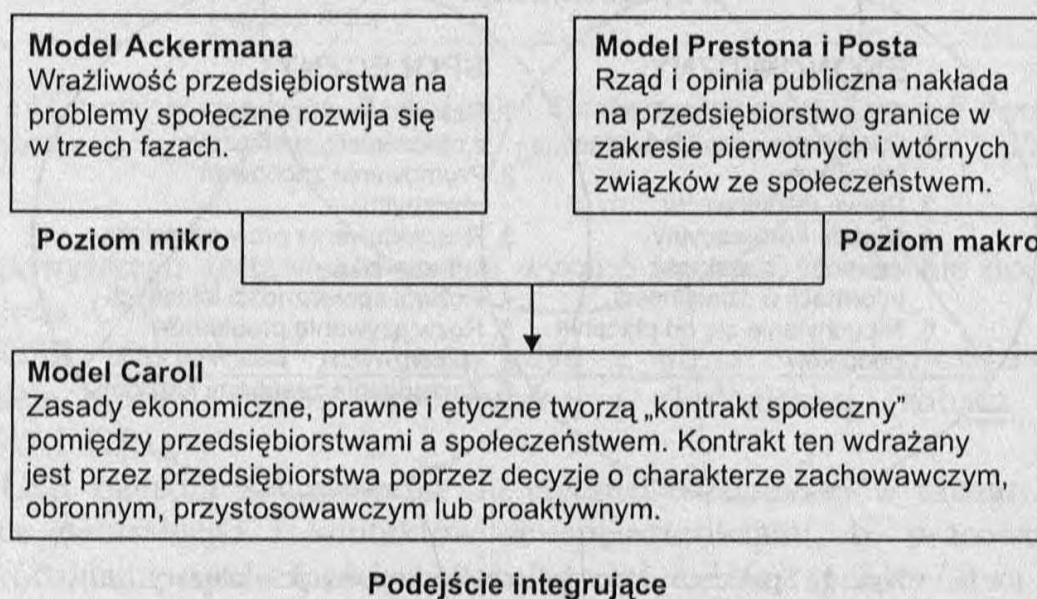 Model Ackermana
Wrażliwość przedsiębiorstwa na
problemy społeczne rozwija się
w trzech fazach.
Model Prestona i Posta
Rząd i opinia publiczna nakłada
na przedsiębiorstwo granice w
zakresie pierwotnych i wtórnych
związków ze społeczeństwem.
Poziom mikro
Poziom makro
Model Caroll
Zasady ekonomiczne, prawne i etyczne tworzą „kontrakt społeczny”
pomiędzy przedsiębiorstwami a społeczeństwem. Kontrakt ten wdrażany
jest przez przedsiębiorstwa poprzez decyzje o charakterze zachowawczym,
obronnym, przystosowawczym lub proaktywnym.
Podejście integrujące